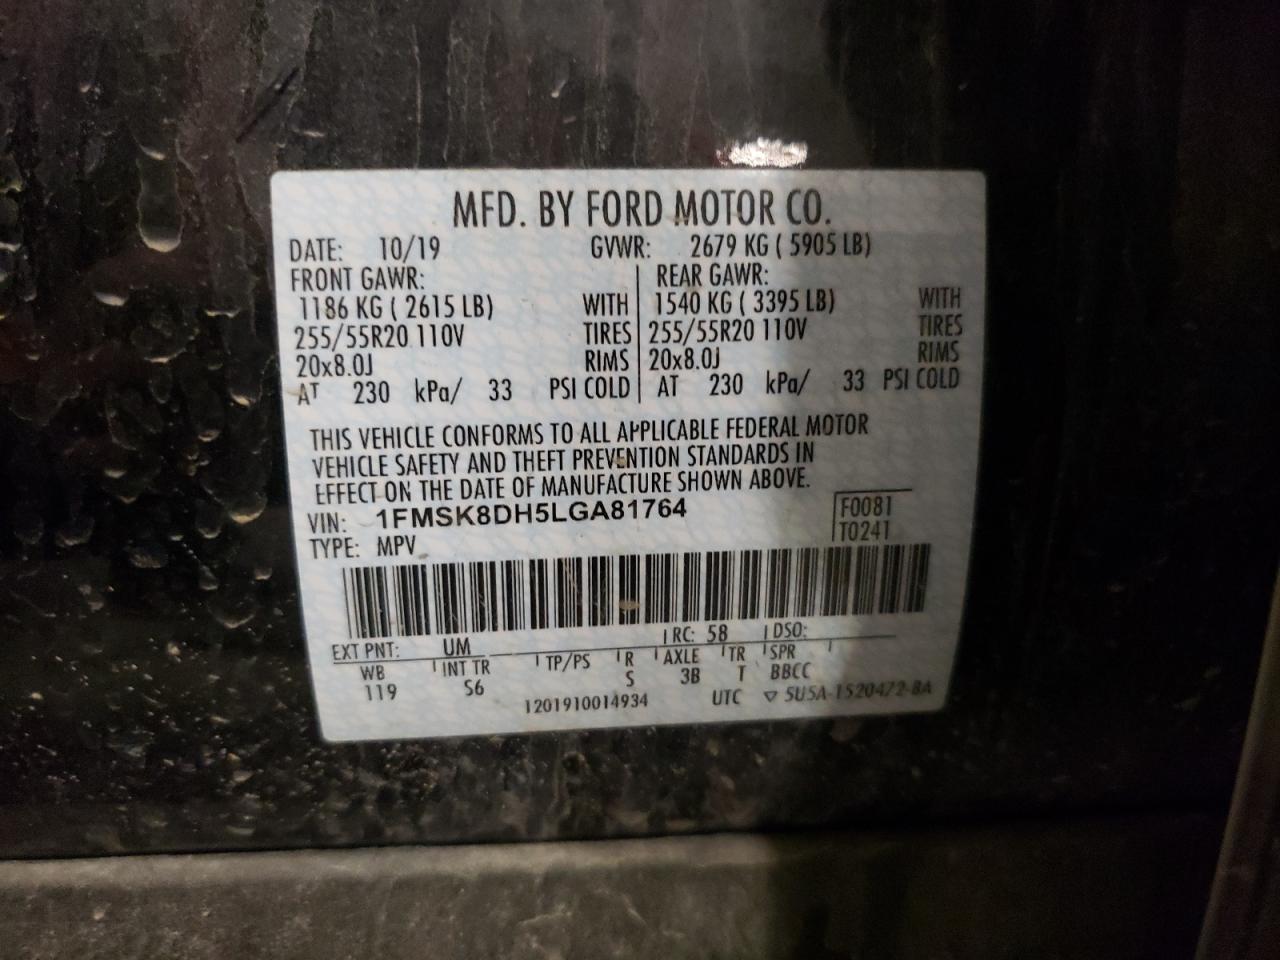 MFD. BY FORD MOTOR CO.
DATE: 10/19 GVWR: 2679 KG ( 5905 LB)
FRONT GAWR: REAR GAWR:
1186 KG ( 2615 LB) WITH 1540 KG ( 3395 LB) WITH
255/55R20 110V TIRES 255/55R20 110V TIRES
20x8.0J RIMS 20x8.0J RIMS
AT 230 kPa/ 33 PSI COLD AT 230 kPa/ 33 PSI COLD
THIS VEHICLE CONFORMS TO ALL APPLICABLE FEDERAL MOTOR
VEHICLE SAFETY AND THEFT PREVENTION STANDARDS IN
EFFECT ON THE DATE OF MANUFACTURE SHOWN ABOVE.
VIN: 1FMSK8DH5LGA81764 F0081
TYPE: MPV T0241
EXT PNT: UM RC: 58 DSO:
WB INT TR TP/PS R AXLE TR SPR
119 S6 S 3B T BBCC
1201910014934 UTC ▽ 5U5A-1520472-BA